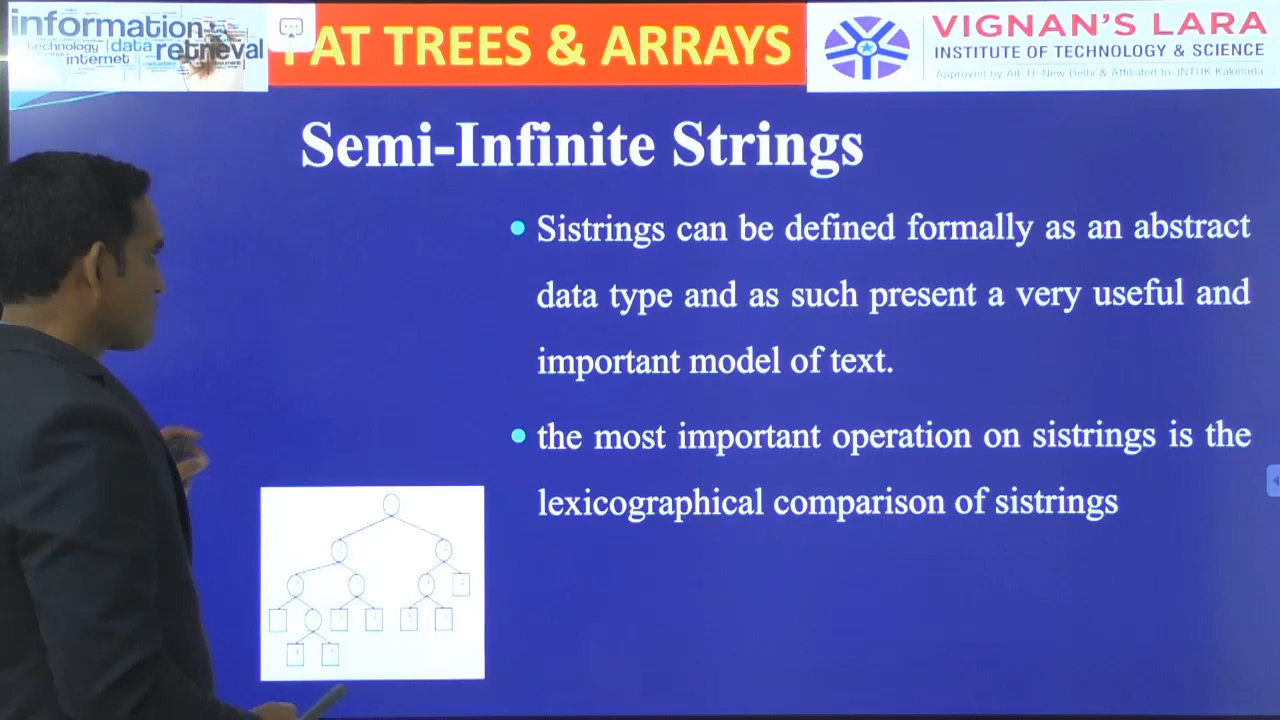 information
technology data retrieval
internet
PAT TREES & ARRAYS
VIGNAN'S LARA
INSTITUTE OF TECHNOLOGY & SCIENCE
Approved by AICTE, New Delhi & Affiliated to JNTUK Kakinada
Semi-Infinite Strings
Sistrings can be defined formally as an abstract
data type and as such present a very useful and
important model of text.
the most important operation on sistrings is the
lexicographical comparison of sistrings